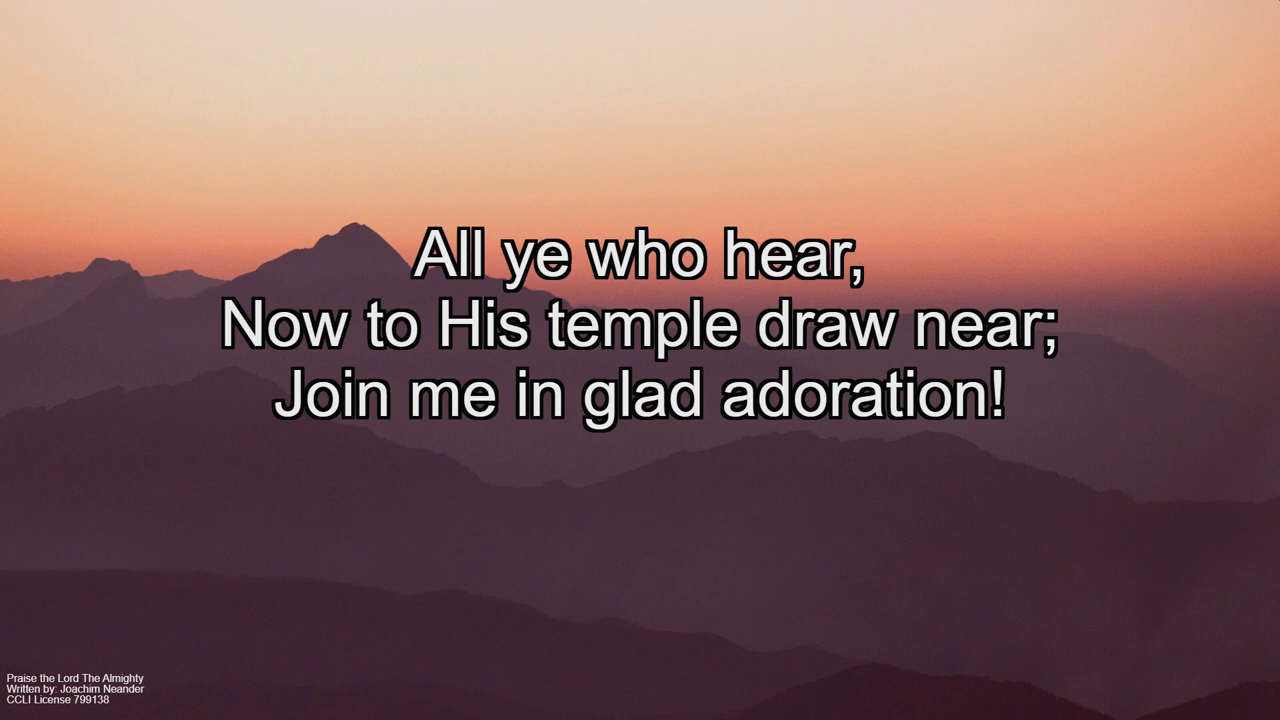 All ye who hear,
Now to His temple draw near;
Join me in glad adoration!
Praise the Lord The Almighty
Written by: Joachim Neander
CCLI License 799138